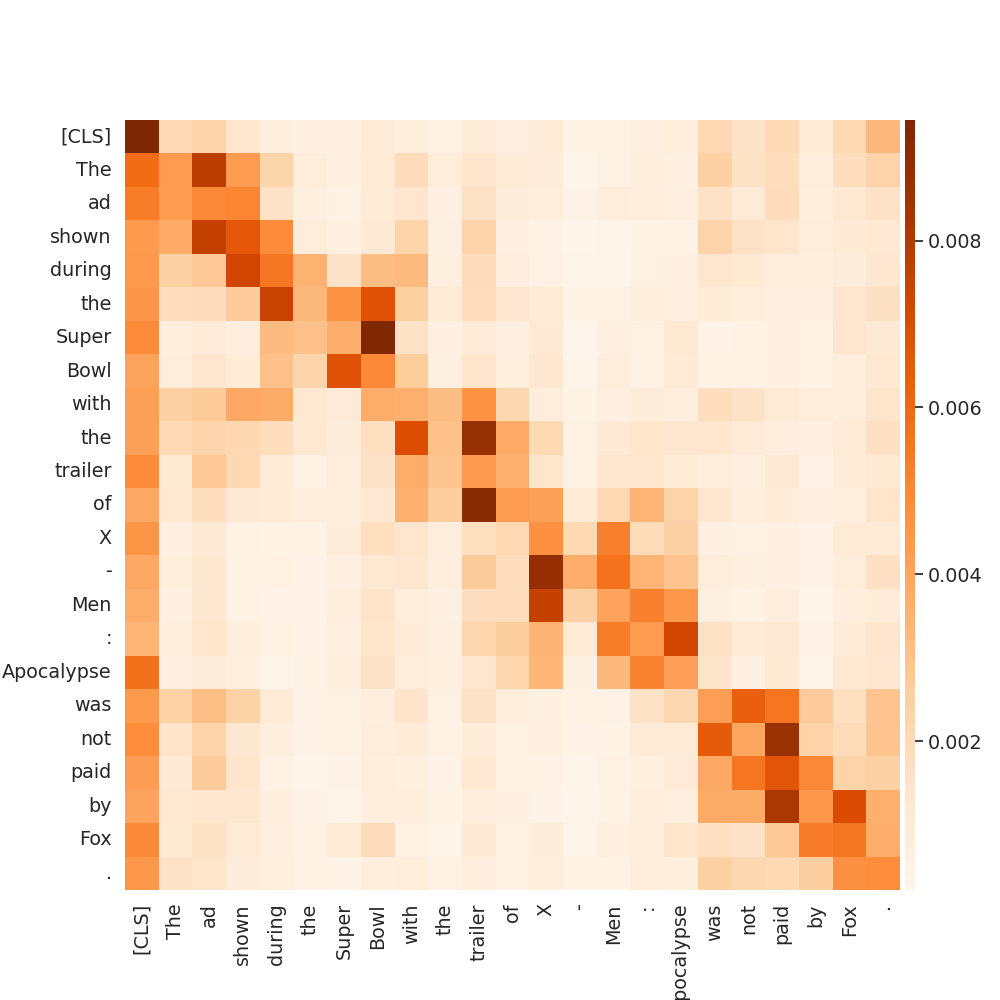 [CLS]
The
ad
shown
during
the
Super
Bowl
with
the
trailer
of
X
-
Men
:
Apocalypse
was
not
paid
by
Fox
.
0.008
0.006
0.004
0.002
[CLS]
The
ad
shown
during
the
Super
Bowl
with
the
trailer
of
X
-
Men
:
pocalypse
was
not
paid
by
Fox
.